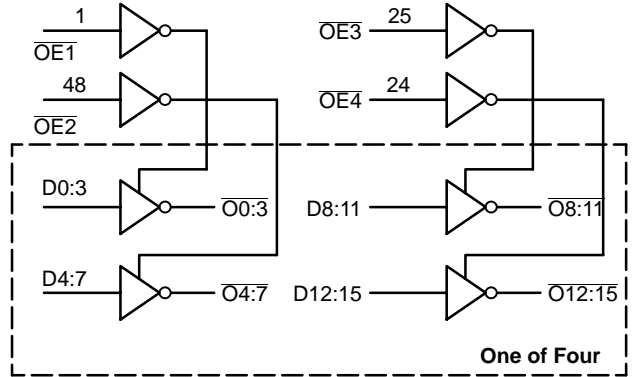 1
OE1
48
OE2
25
OE3
24
OE4
D0:3
O0:3
D4:7
O4:7
D8:11
O8:11
D12:15
O12:15
One of Four